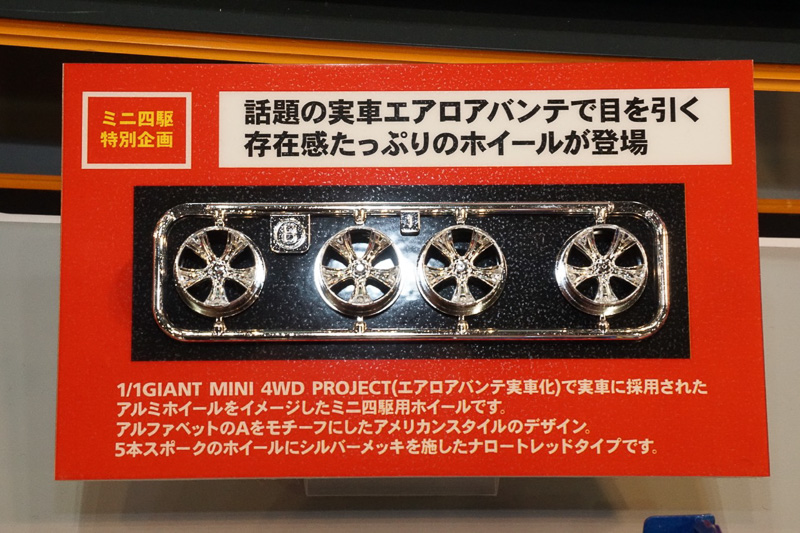 ミニ四駆
特別企画
話題の実車エアロアバンテで目を引く
存在感たっぷりのホイールが登場
B
1/1GIANT MINI 4WD PROJECT(エアロアバンテ実車化)で実車に採用された
アルミホイールをイメージしたミニ四駆用ホイールです。
アルファベットのAをモチーフにしたアメリカンスタイルのデザイン。
5本スポークのホイールにシルバーメッキを施したナロートレッドタイプです。